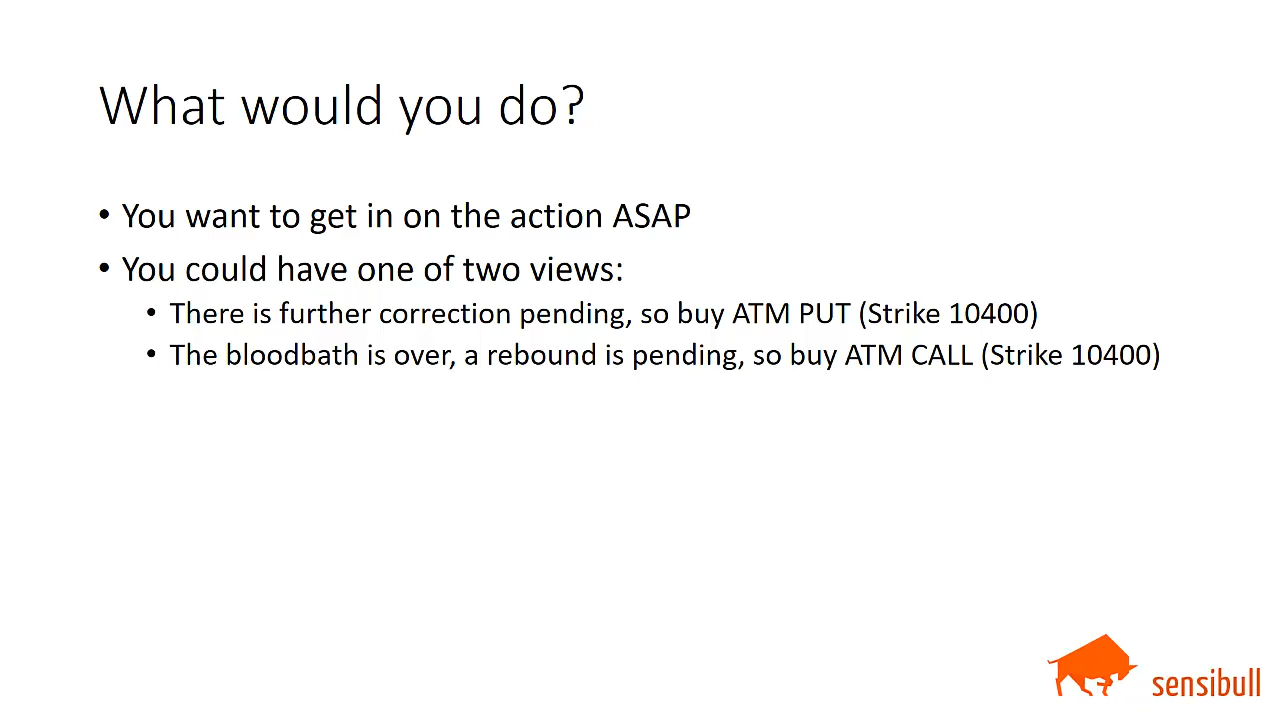 What would you do?
• You want to get in on the action ASAP
• You could have one of two views:
• There is further correction pending, so buy ATM PUT (Strike 10400)
• The bloodbath is over, a rebound is pending, so buy ATM CALL (Strike 10400)
sensibull